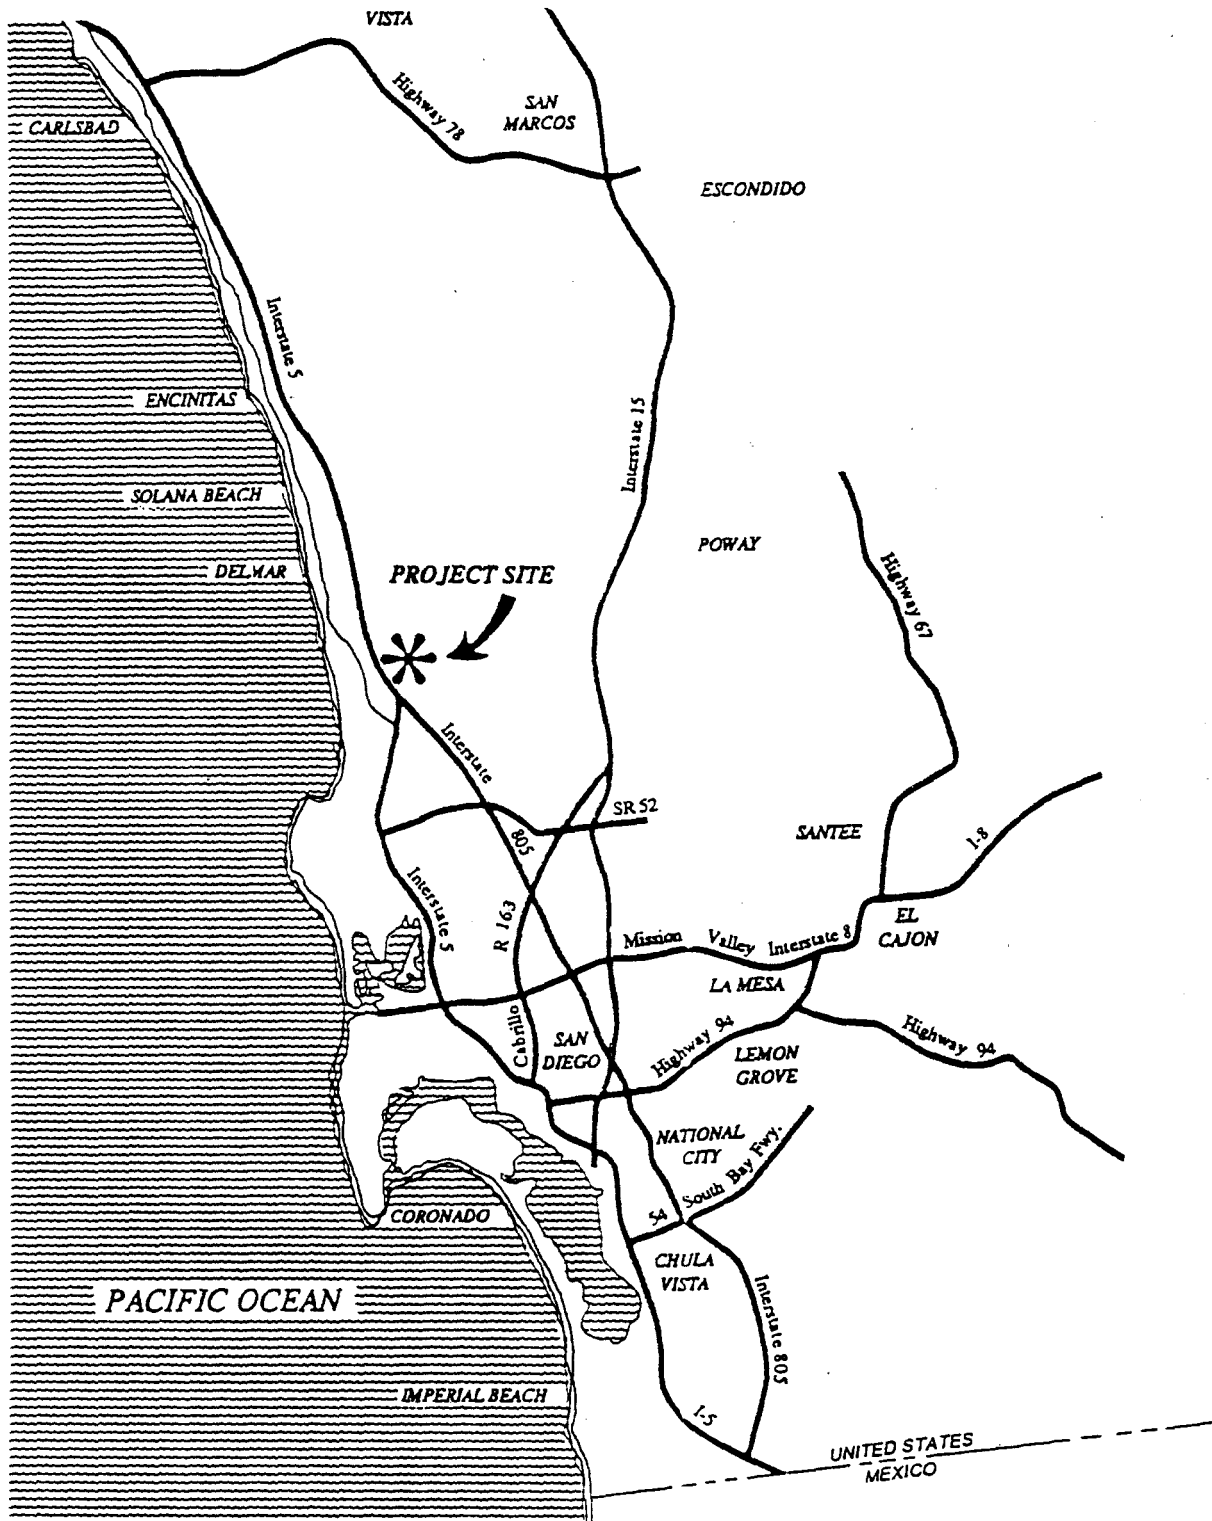 VISTA
Highway 78
SAN
MARCOS
CARLSBAD
ESCONDIDO
Interstate 5
ENCINITAS
Interstate 15
SOLANA BEACH
POWAY
DELMAR
PROJECT SITE
Highway 67
Interstate
805
SR 52
SANTEE
I-8
Interstate 5
R 163
EL
CAJON
Mission Valley Interstate 8
LA MESA
Cabrillo
SAN
DIEGO
Highway 94
Highway 94
LEMON
GROVE
NATIONAL
CITY
54 South Bay Fwy.
CORONADO
CHULA
VISTA
PACIFIC OCEAN
Interstate 805
IMPERIAL BEACH
I-5
UNITED STATES
MEXICO